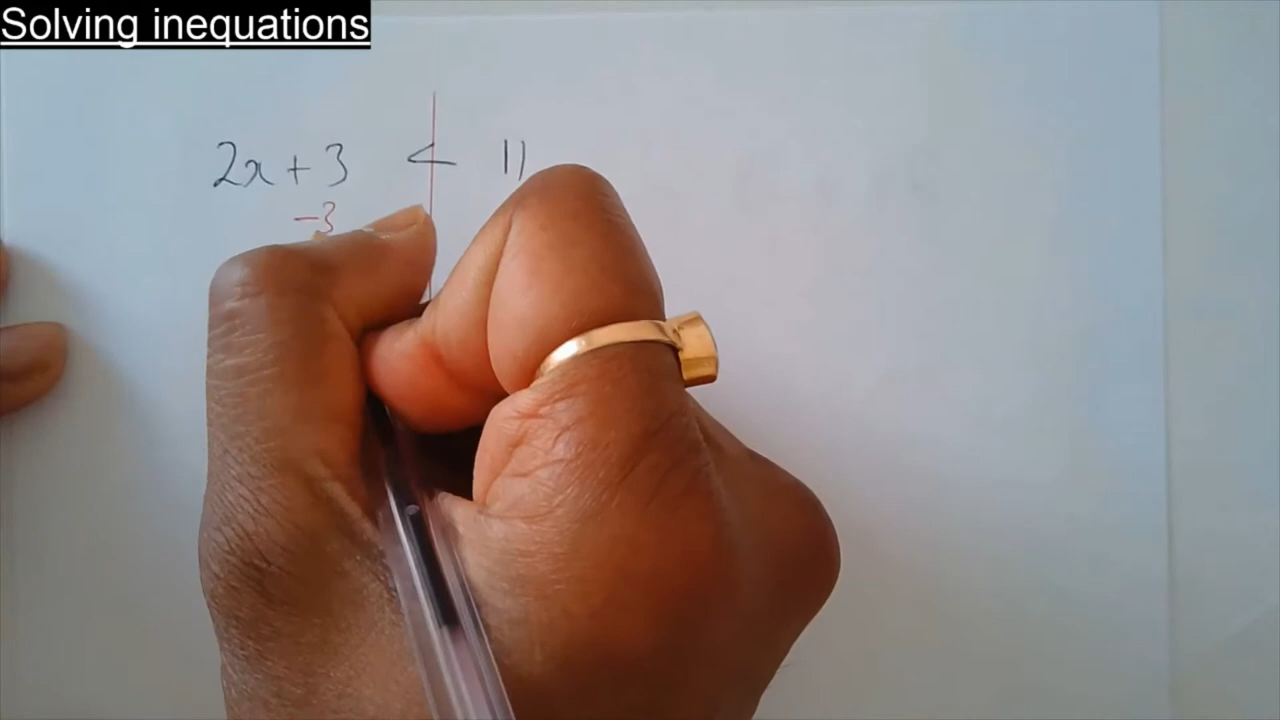 Solving inequations
2x + 3 < 11
-3